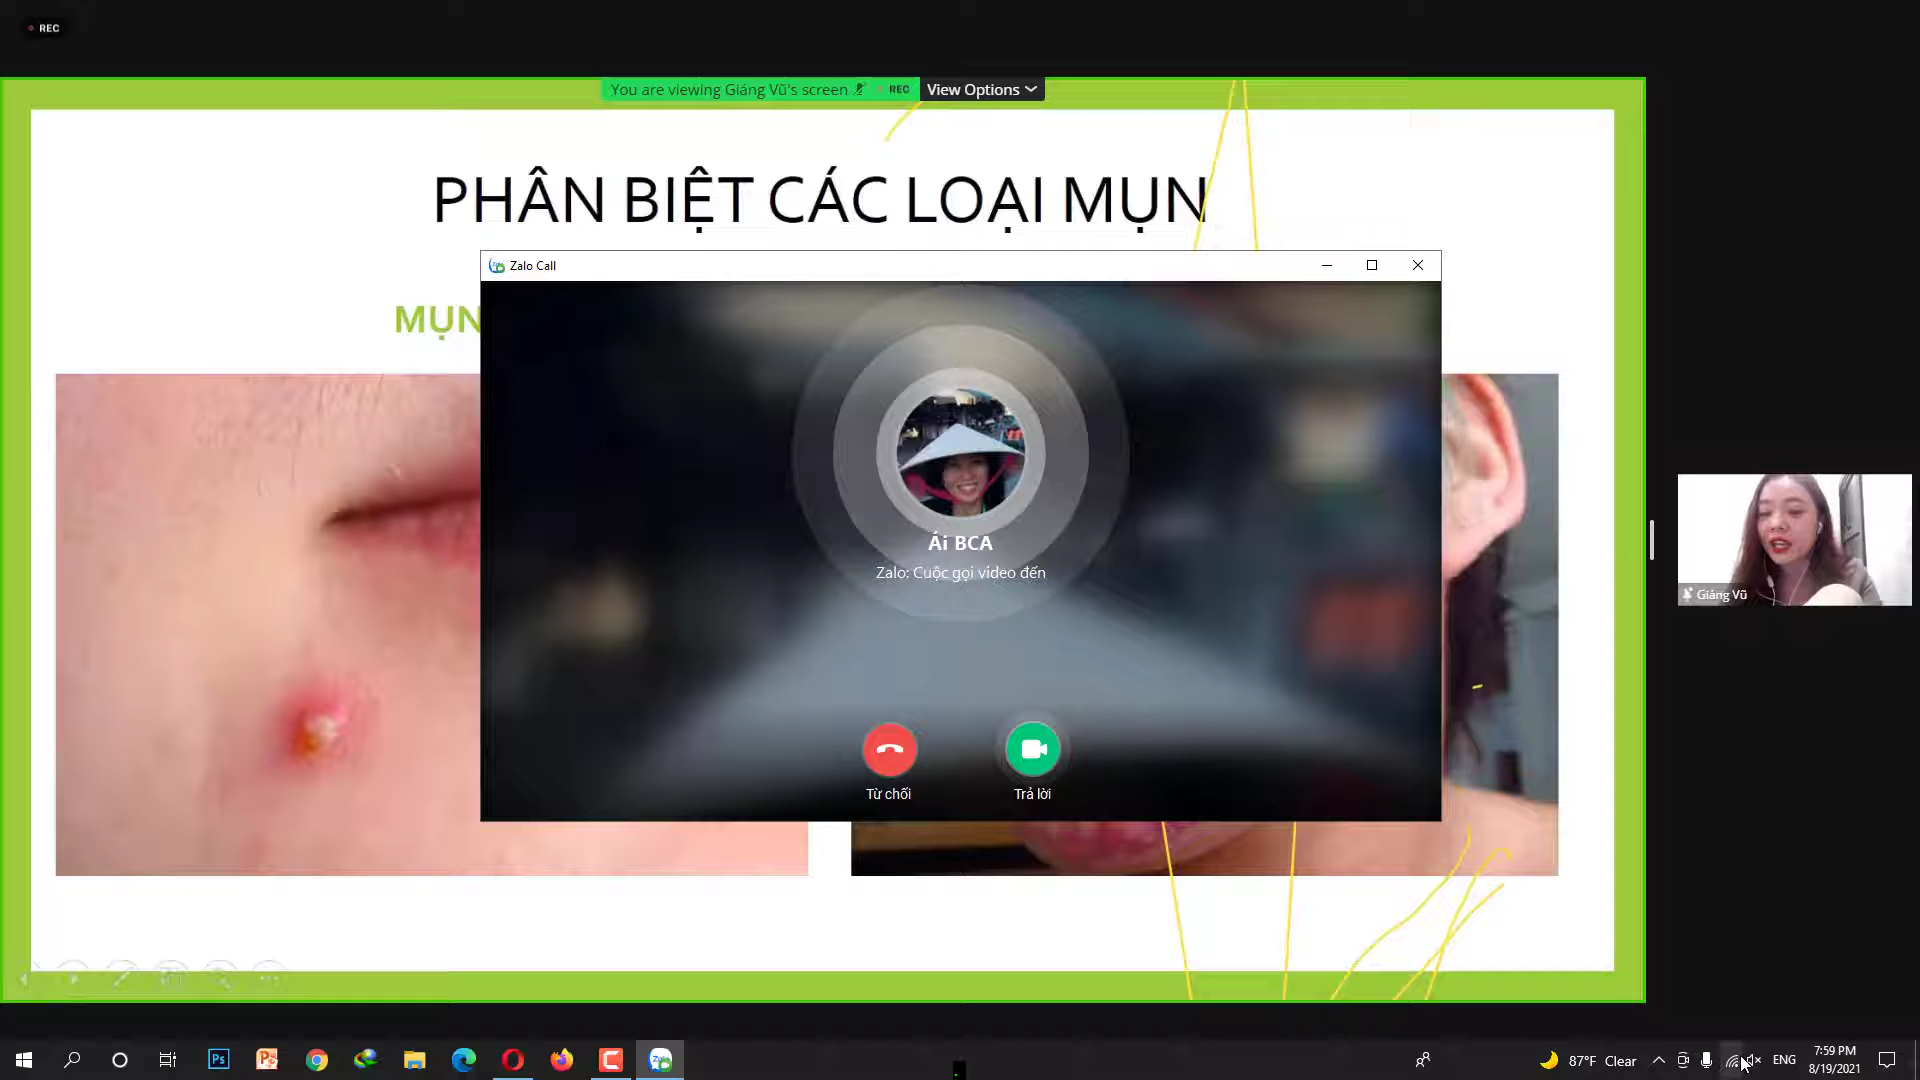 REC
You are viewing Giáng Vũ's screen
REC
View Options
PHÂN BIỆT CÁC LOẠI MỤN
Zalo Call
MỤN
Ái BCA
Zalo: Cuộc gọi video đến
Giáng Vũ
Từ chối
Trả lời
Ps
Zalo
87°F Clear
ENG
7:59 PM
8/19/2021